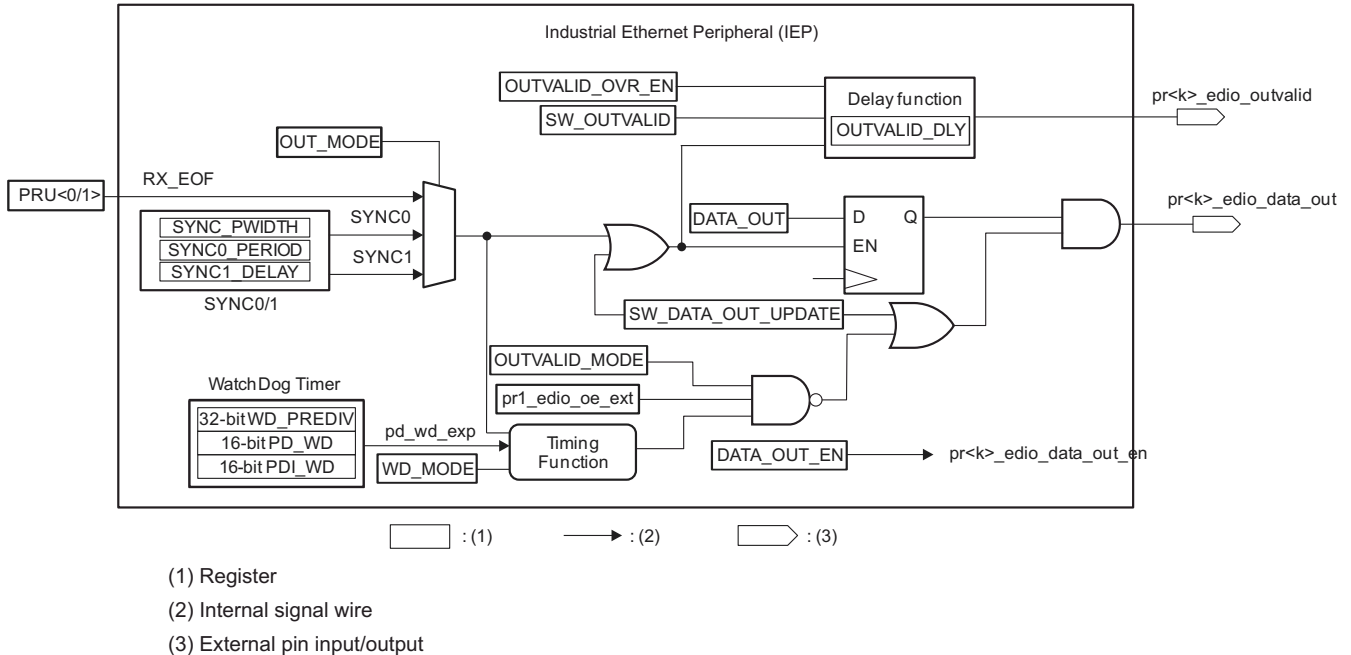 Industrial Ethernet Peripheral (IEP)
OUTVALID_OVR_EN
SW_OUTVALID
Delay function
OUTVALID_DLY
pr<k>_edio_outvalid
OUT_MODE
PRU<0/1>
RX_EOF
SYNC_PWIDTH
SYNC0_PERIOD
SYNC1_DELAY
SYNC0/1
SYNC0
SYNC1
DATA_OUT
D
Q
EN
pr<k>_edio_data_out
SW_DATA_OUT_UPDATE
OUTVALID_MODE
pr1_edio_oe_ext
WatchDog Timer
32-bit WD_PREDIV
16-bit PD_WD
16-bit PDI_WD
pd_wd_exp
WD_MODE
Timing
Function
DATA_OUT_EN
pr<k>_edio_data_out_en
: (1)
: (2)
: (3)
(1) Register
(2) Internal signal wire
(3) External pin input/output